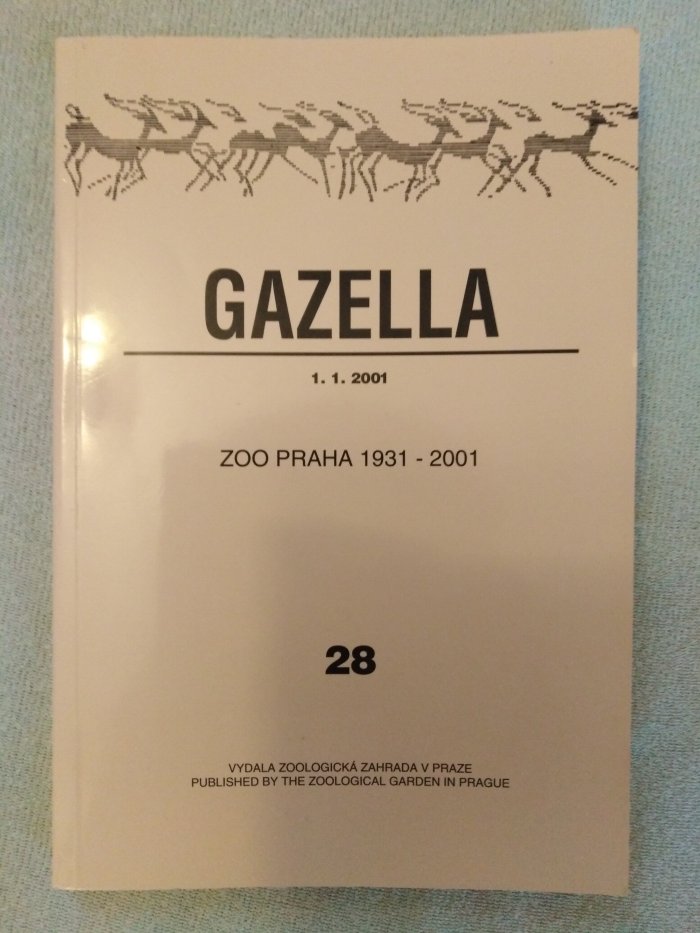 GAZELLA
1. 1. 2001
ZOO PRAHA 1931 - 2001
28
VYDALA ZOOLOGICKÁ ZAHRADA V PRAZE
PUBLISHED BY THE ZOOLOGICAL GARDEN IN PRAGUE